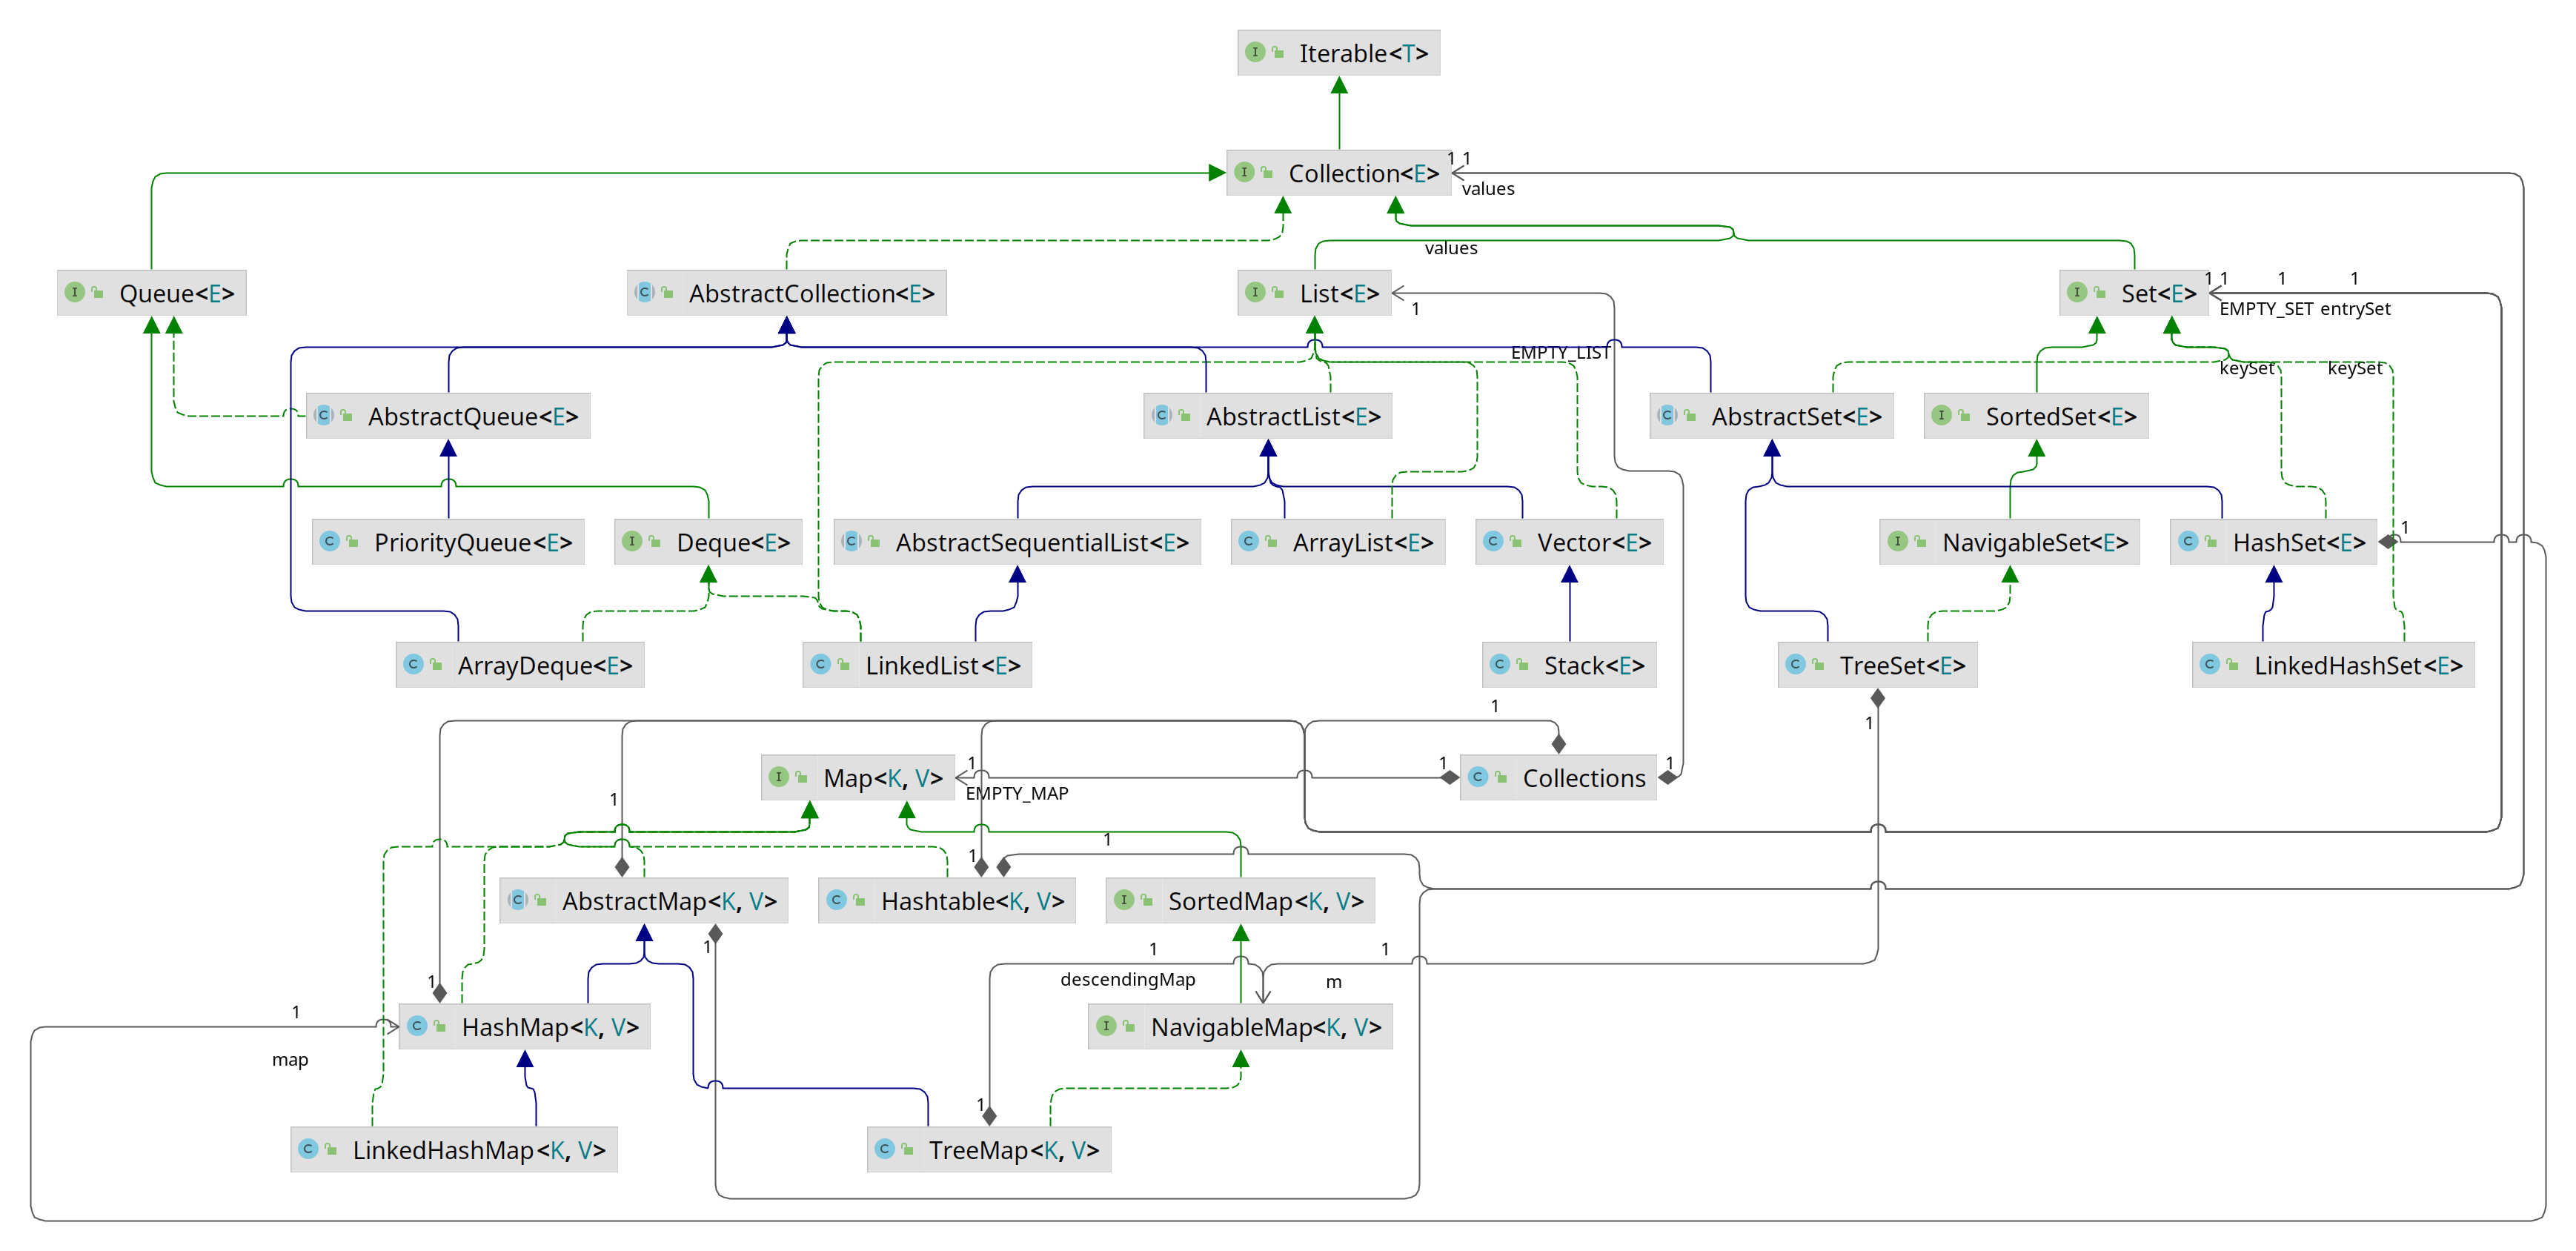 Iterable<T>
1 1
Collection<E>
values
values
Queue<E>
AbstractCollection<E>
List<E>
1
Set<E>
1 1 1 1
EMPTY_SET entrySet
EMPTY_LIST
keySet keySet
AbstractQueue<E>
AbstractList<E>
AbstractSet<E>
SortedSet<E>
PriorityQueue<E>
Deque<E>
AbstractSequentialList<E>
ArrayList<E>
Vector<E>
NavigableSet<E>
HashSet<E>
1
ArrayDeque<E>
LinkedList<E>
Stack<E>
TreeSet<E>
LinkedHashSet<E>
1
1
Map<K, V>
1
EMPTY_MAP
1
Collections
1
1
1
1
AbstractMap<K, V>
Hashtable<K, V>
SortedMap<K, V>
1
1
1
descendingMap
m
1
1
HashMap<K, V>
NavigableMap<K, V>
map
1
LinkedHashMap<K, V>
TreeMap<K, V>